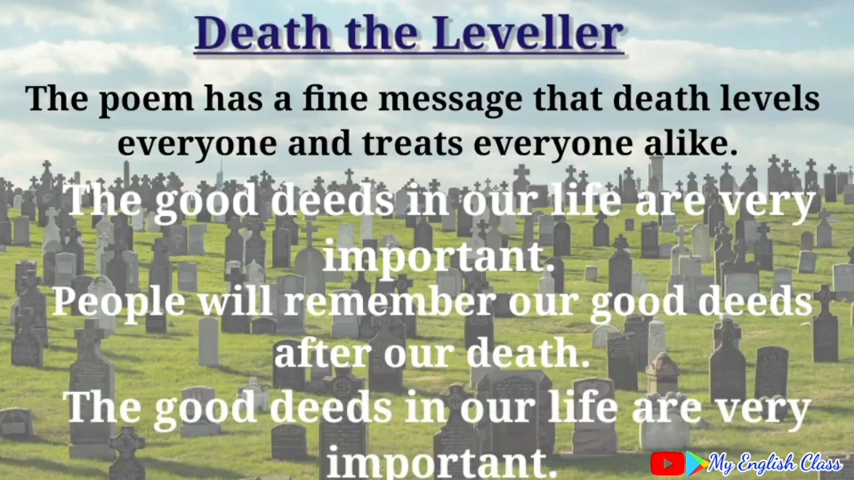 Death the Leveller
The poem has a fine message that death levels
everyone and treats everyone alike.
The good deeds in our life are very
important.
People will remember our good deeds
after our death.
The good deeds in our life are very
important.
My English Class